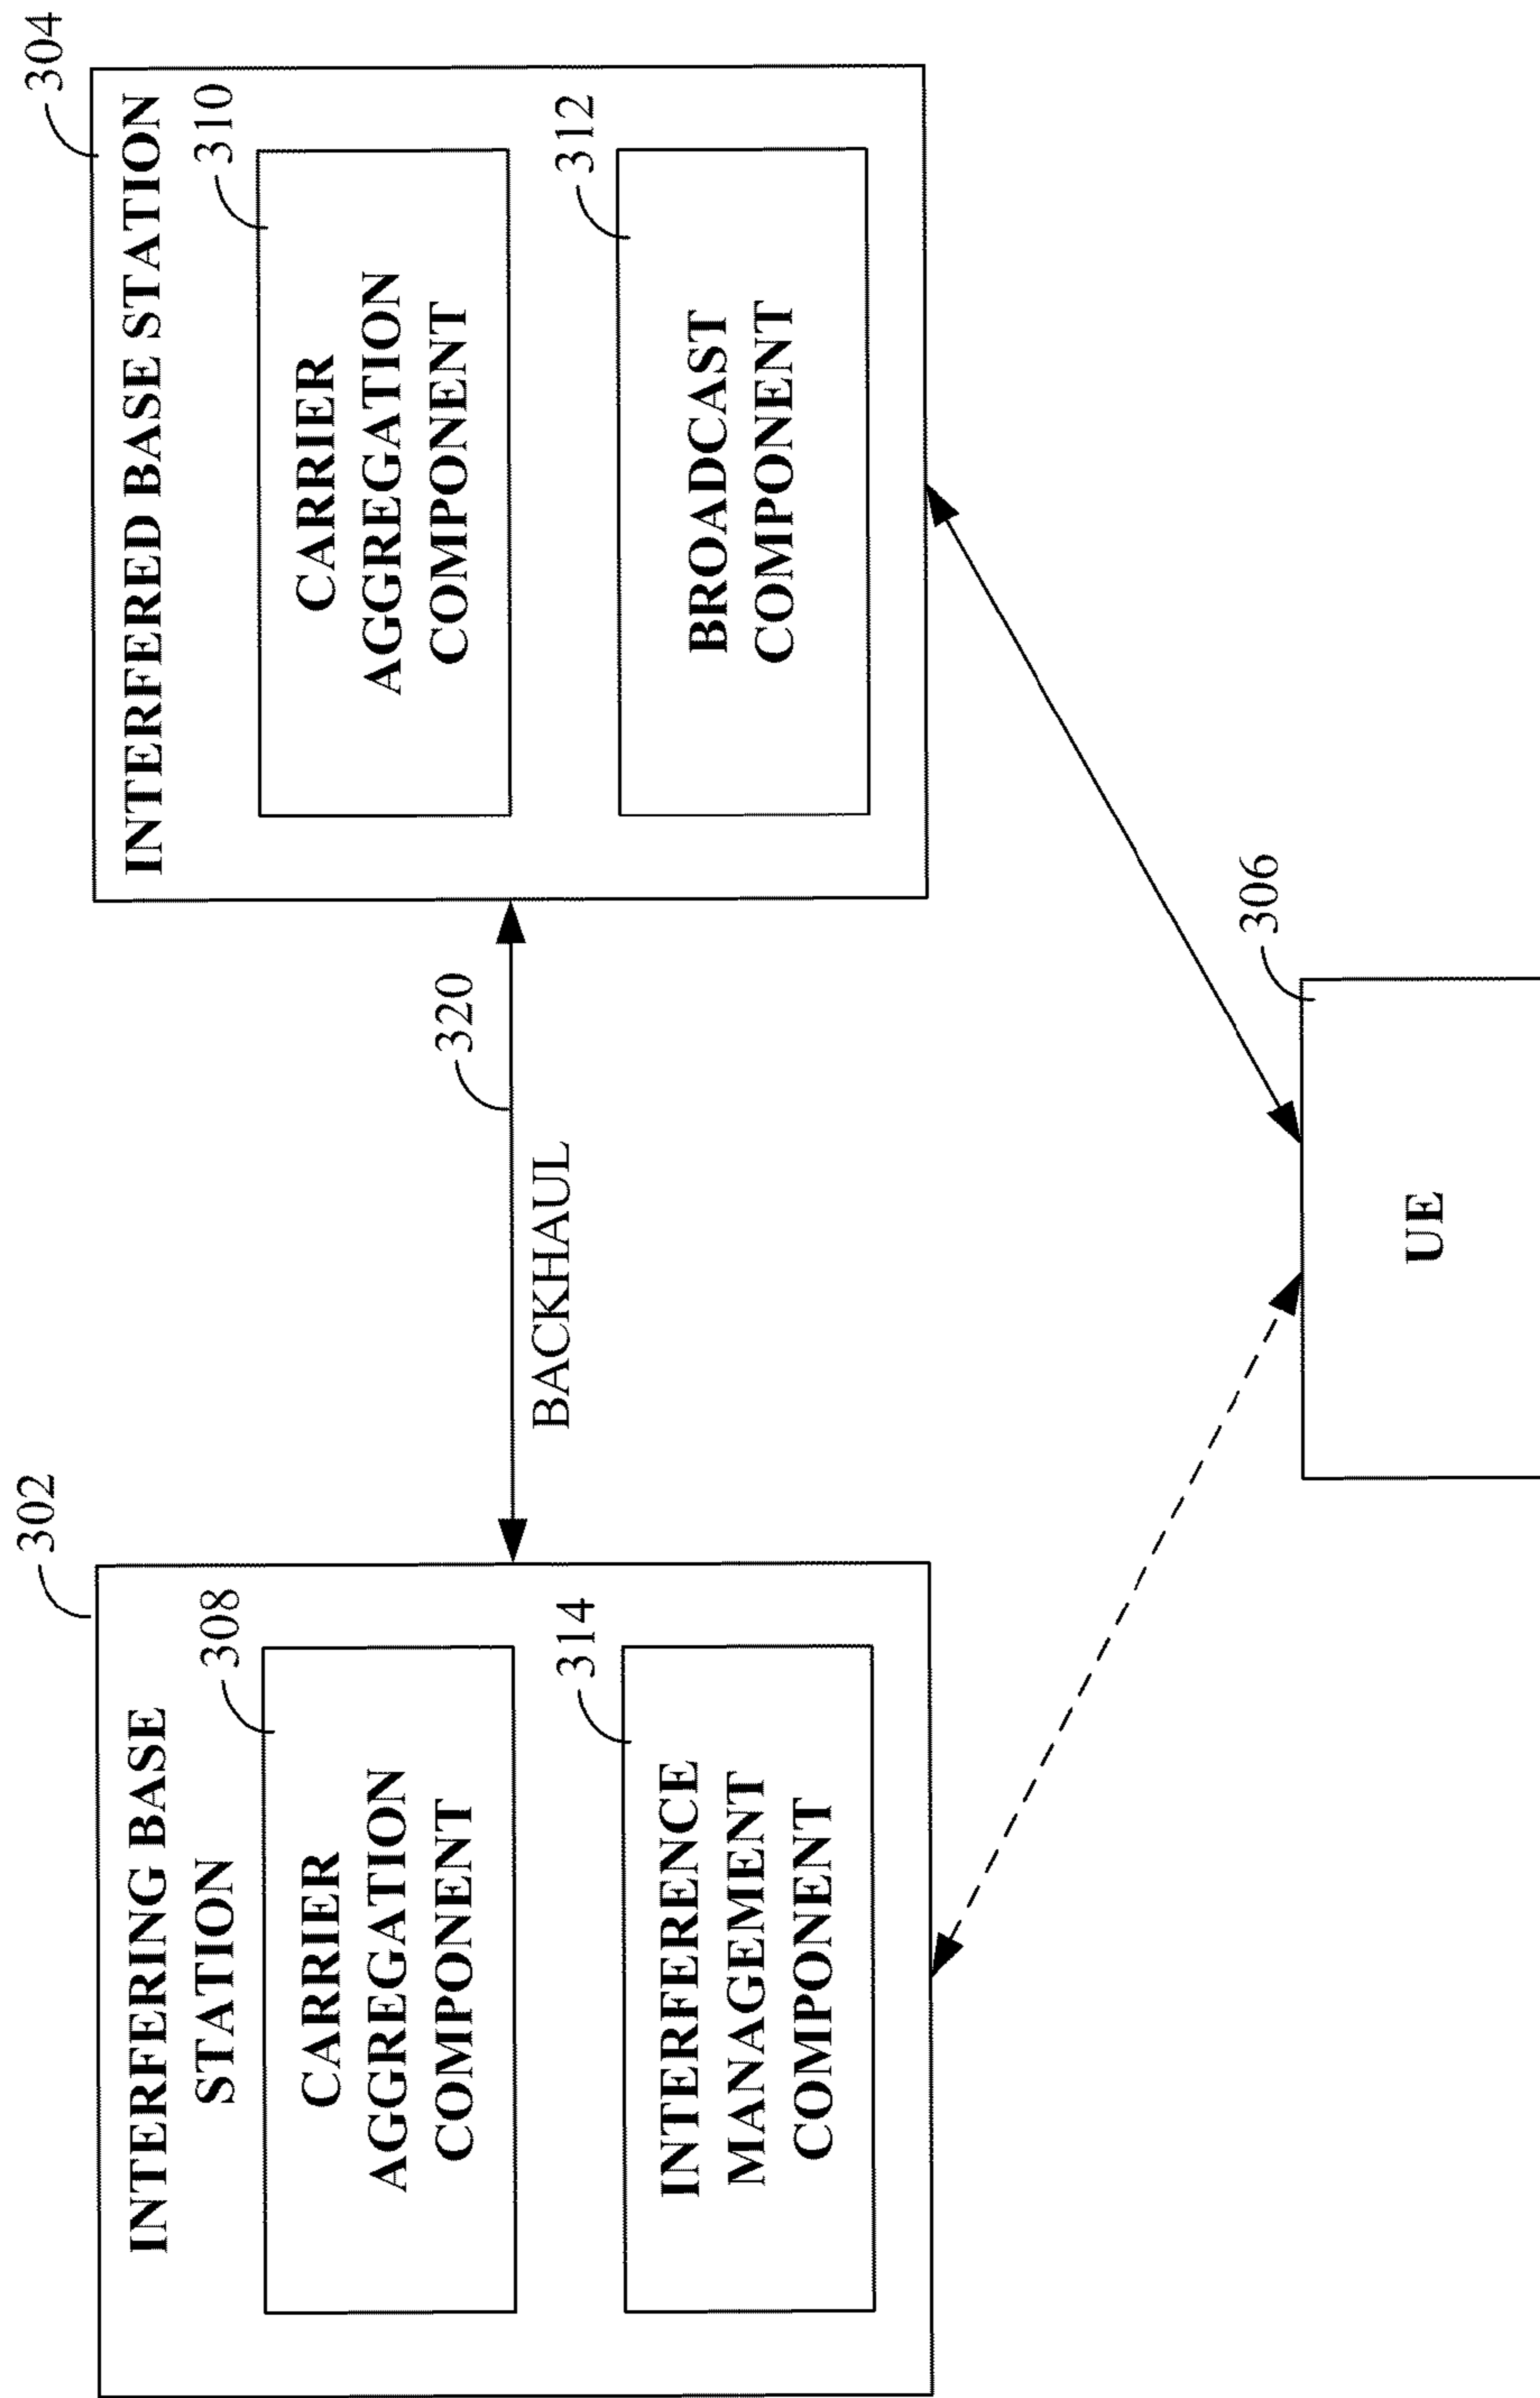 302
INTERFERING BASE
STATION
308
CARRIER
AGGREGATION
COMPONENT
314
INTERFERENCE
MANAGEMENT
COMPONENT
320
BACKHAUL
304
INTERFERED BASE STATION
310
CARRIER
AGGREGATION
COMPONENT
312
BROADCAST
COMPONENT
306
UE